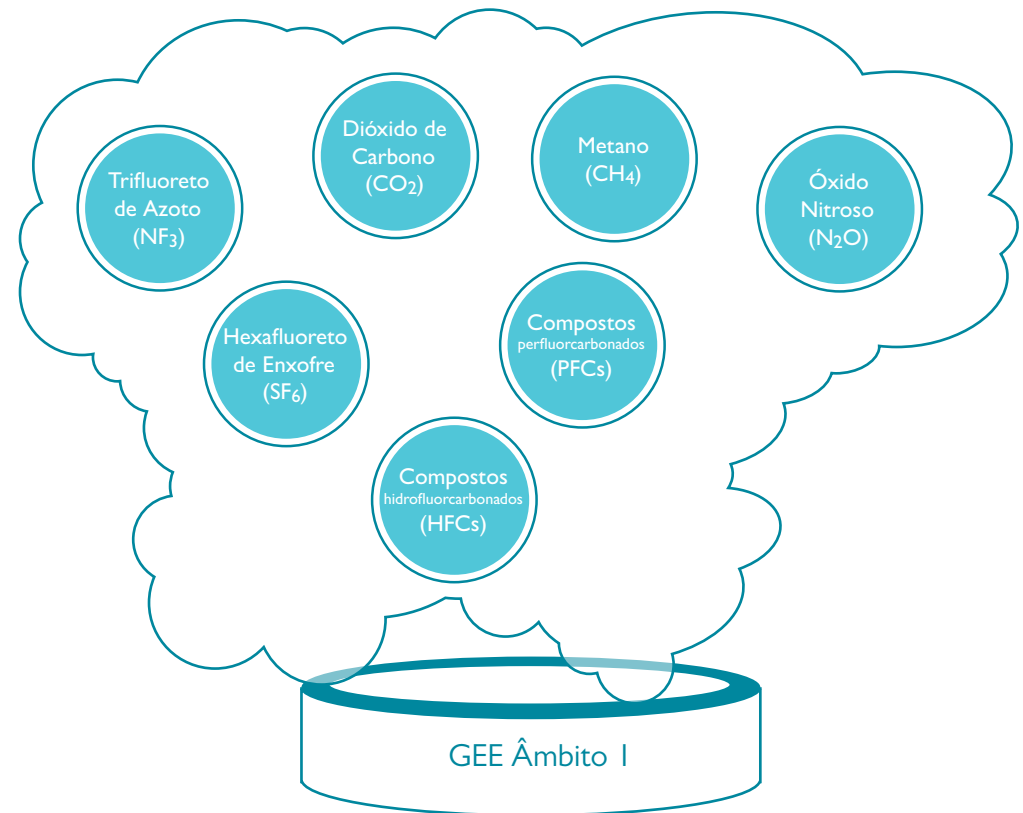 Trifluoreto
de Azoto
(NF3)
Dióxido de
Carbono
(CO2)
Metano
(CH4)
Óxido
Nitroso
(N2O)
Hexafluoreto
de Enxofre
(SF6)
Compostos
perfluorcarbonados
(PFCs)
Compostos
hidrofluorcarbonados
(HFCs)
GEE Âmbito 1